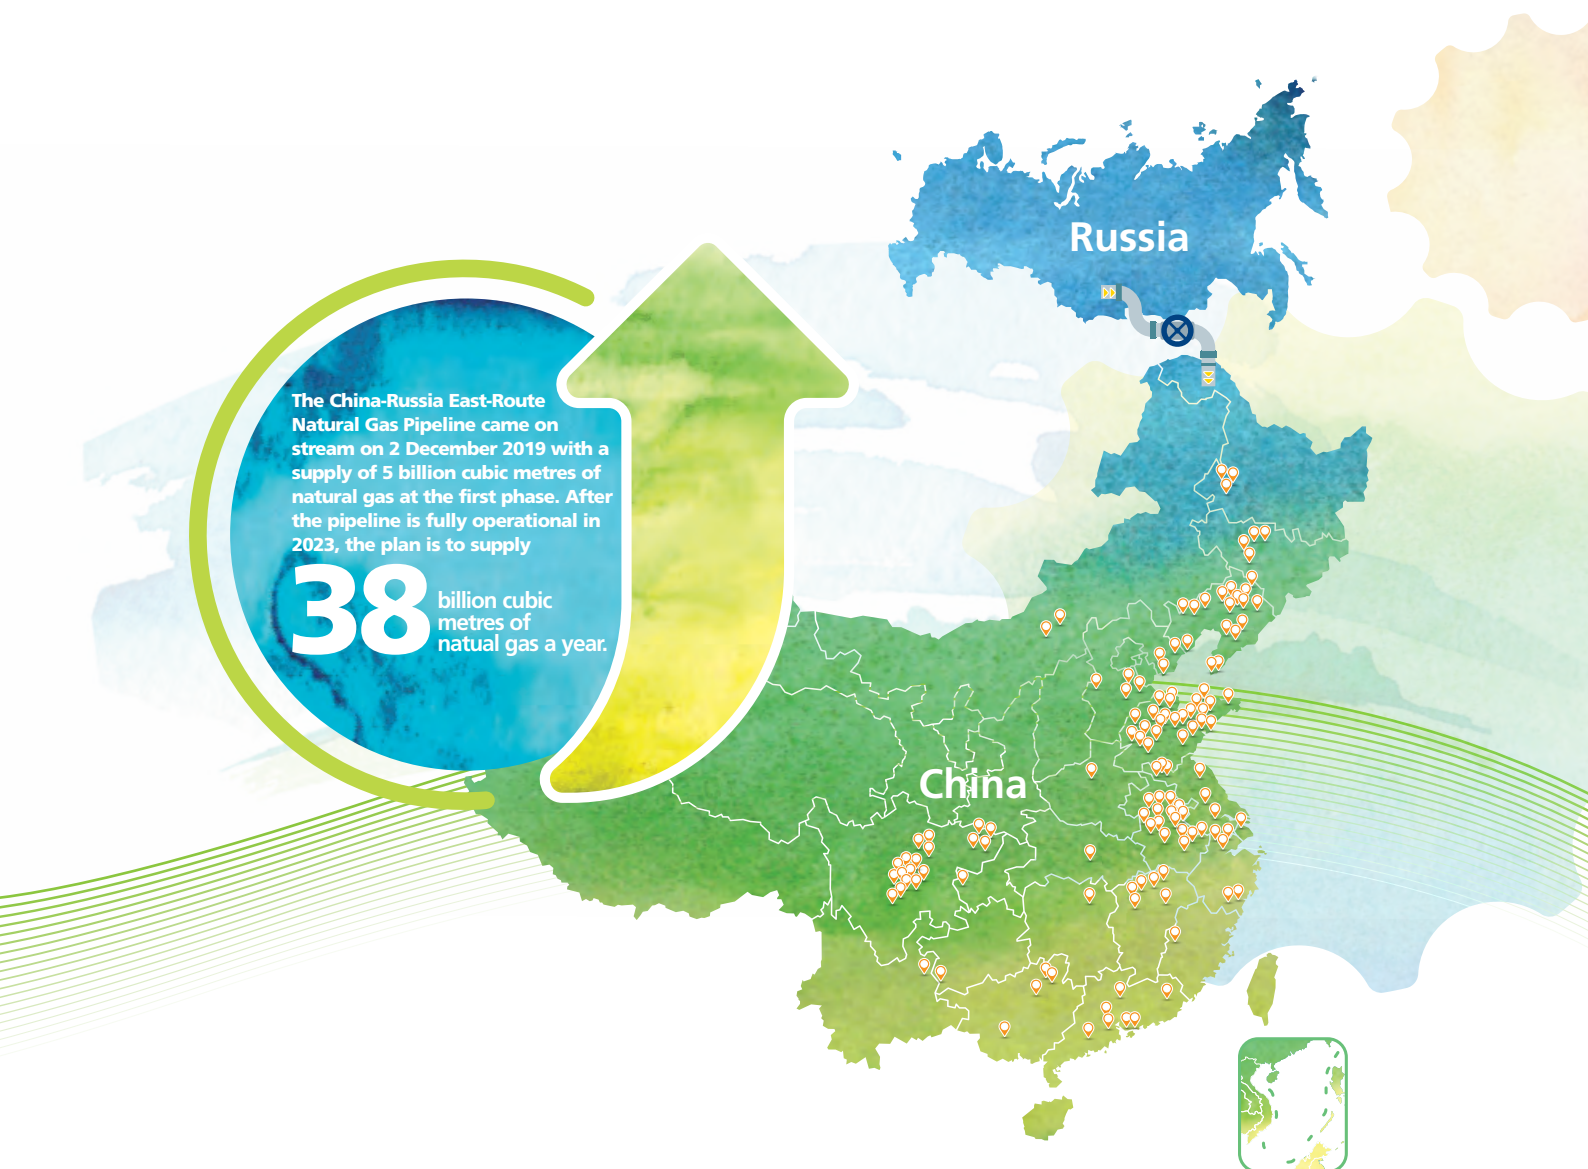 Russia
The China-Russia East-Route
Natural Gas Pipeline came on
stream on 2 December 2019 with a
supply of 5 billion cubic metres of
natural gas at the first phase. After
the pipeline is fully operational in
2023, the plan is to supply
38
billion cubic
metres of
natual gas a year.
China